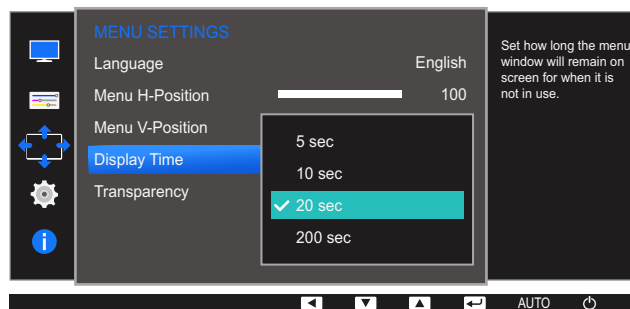 MENU SETTINGS
Language English
Menu H-Position 100
Menu V-Position
Display Time
Transparency
5 sec
10 sec
20 sec
200 sec
Set how long the menu
window will remain on
screen for when it is
not in use.
AUTO